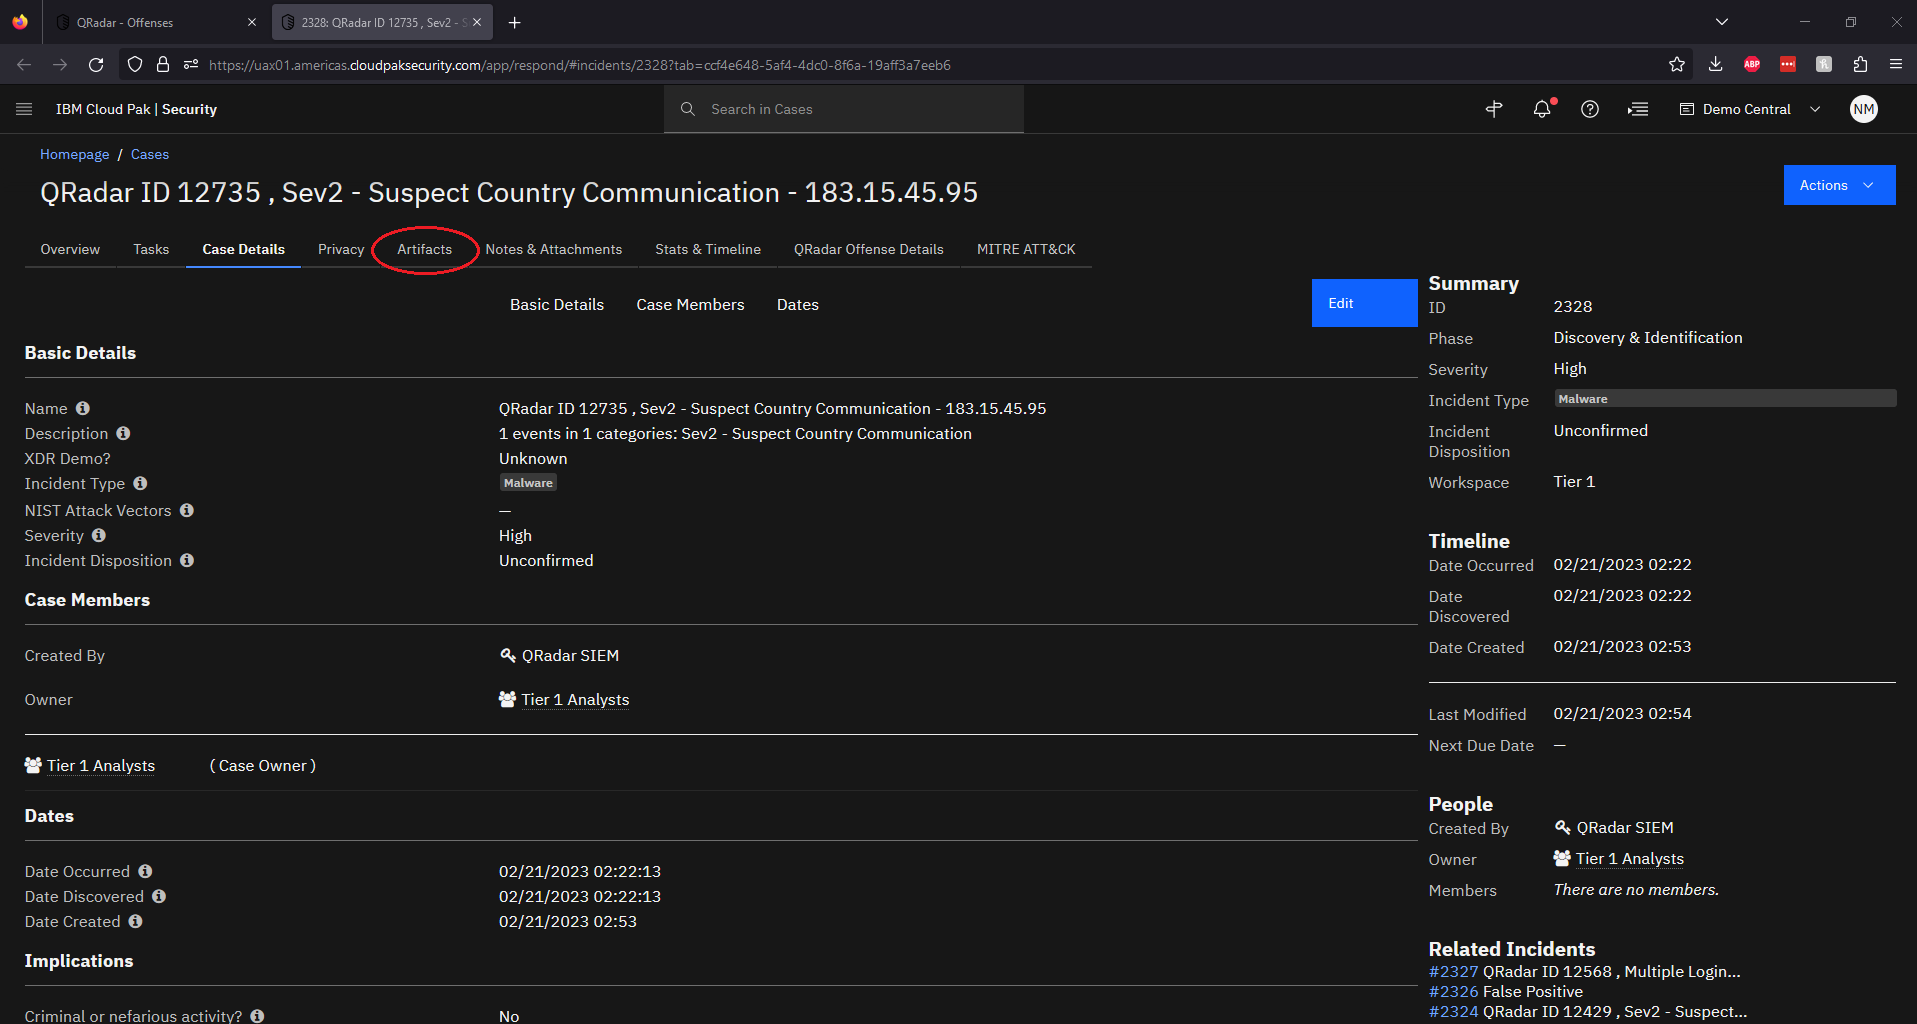 QRadar - Offenses
2328: QRadar ID 12735 , Sev2 - S
https://uax01.americas.cloudpaksecurity.com/app/respond/#incidents/2328?tab=ccf4e648-5af4-4dc0-8f6a-19aff3a7eeb6
ABP
IBM Cloud Pak | Security
Search in Cases
Demo Central
NM
Homepage / Cases
QRadar ID 12735 , Sev2 - Suspect Country Communication - 183.15.45.95
Actions
Overview Tasks Case Details Privacy Artifacts Notes & Attachments Stats & Timeline QRadar Offense Details MITRE ATT&CK
Basic Details Case Members Dates
Edit
Basic Details
Name QRadar ID 12735 , Sev2 - Suspect Country Communication - 183.15.45.95
Description 1 events in 1 categories: Sev2 - Suspect Country Communication
XDR Demo? Unknown
Incident Type Malware
NIST Attack Vectors —
Severity High
Incident Disposition Unconfirmed
Case Members
Created By QRadar SIEM
Owner Tier 1 Analysts
Tier 1 Analysts ( Case Owner )
Dates
Date Occurred 02/21/2023 02:22:13
Date Discovered 02/21/2023 02:22:13
Date Created 02/21/2023 02:53
Implications
Criminal or nefarious activity? No
Summary
ID 2328
Phase Discovery & Identification
Severity High
Incident Type Malware
Incident Unconfirmed
Disposition
Workspace Tier 1
Timeline
Date Occurred 02/21/2023 02:22
Date 02/21/2023 02:22
Discovered
Date Created 02/21/2023 02:53
Last Modified 02/21/2023 02:54
Next Due Date —
People
Created By QRadar SIEM
Owner Tier 1 Analysts
Members There are no members.
Related Incidents
#2327 QRadar ID 12568 , Multiple Login...
#2326 False Positive
#2324 QRadar ID 12429 , Sev2 - Suspect...